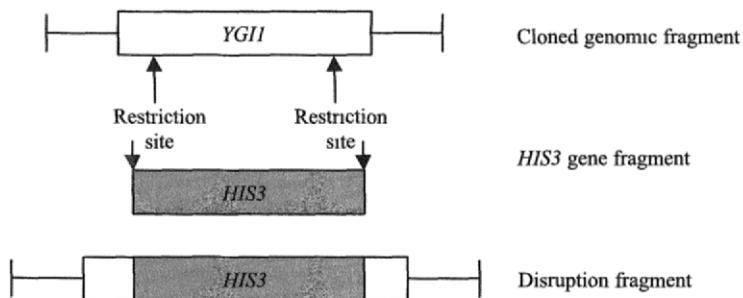 YGI1
Cloned genomic fragment
Restriction Restriction
site site
HIS3 gene fragment
HIS3
HIS3
Disruption fragment